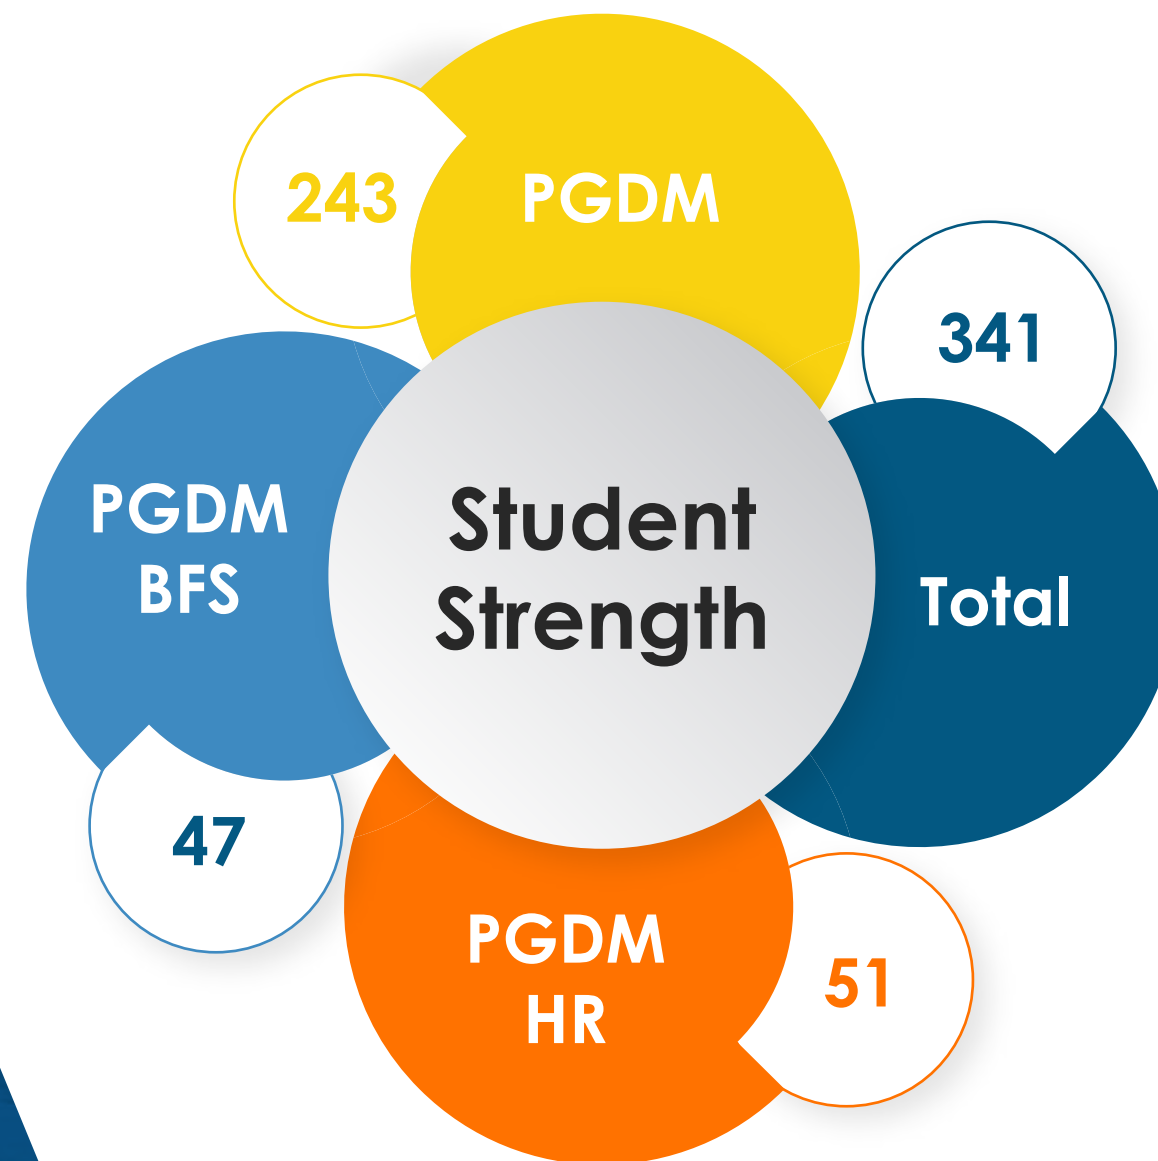 243
PGDM
341
PGDM
BFS
Student
Strength
Total
47
PGDM
HR
51